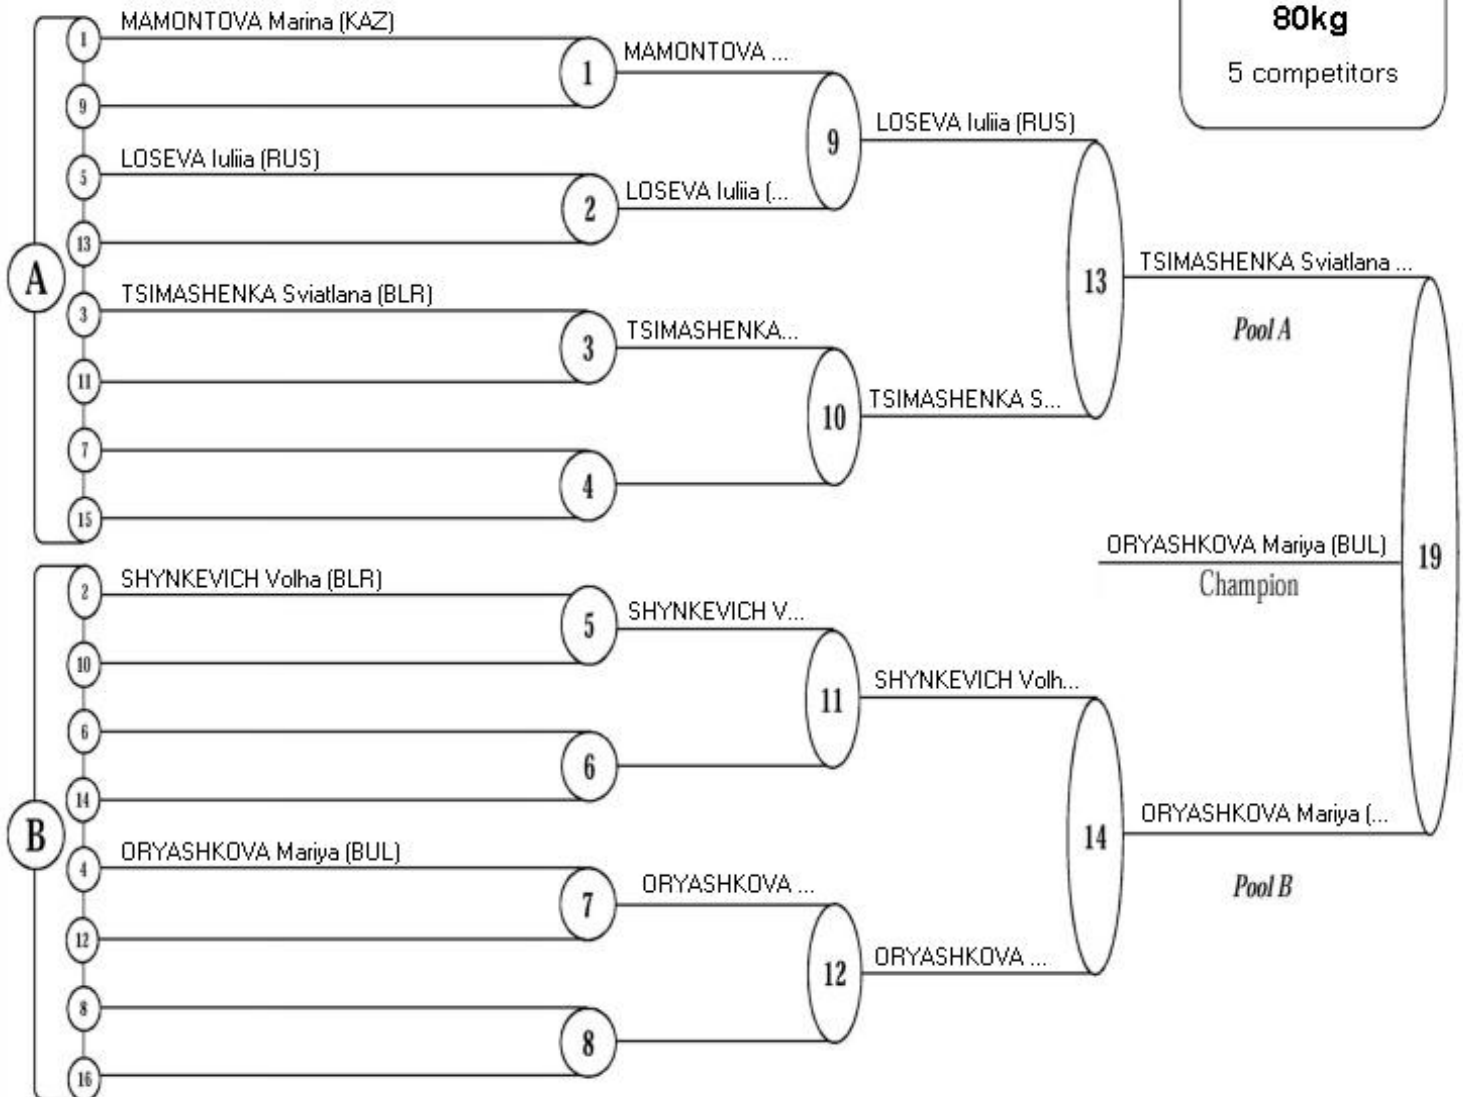 80kg
5 competitors
MAMONTOVA Marina (KAZ)
1
9
1
MAMONTOVA ...
LOSEVA Iuliia (RUS)
5
13
2
LOSEVA Iuliia (...
9
LOSEVA Iuliia (RUS)
A
TSIMASHENKA Sviatlana (BLR)
3
11
3
TSIMASHENKA...
7
15
4
10
TSIMASHENKA S...
13
TSIMASHENKA Sviatlana ...
Pool A
SHYNKEVICH Volha (BLR)
2
10
5
SHYNKEVICH V...
6
14
6
11
SHYNKEVICH Volh...
B
ORYASHKOVA Mariya (BUL)
4
12
7
ORYASHKOVA ...
8
16
8
12
ORYASHKOVA ...
14
ORYASHKOVA Mariya (...
Pool B
ORYASHKOVA Mariya (BUL)
Champion
19